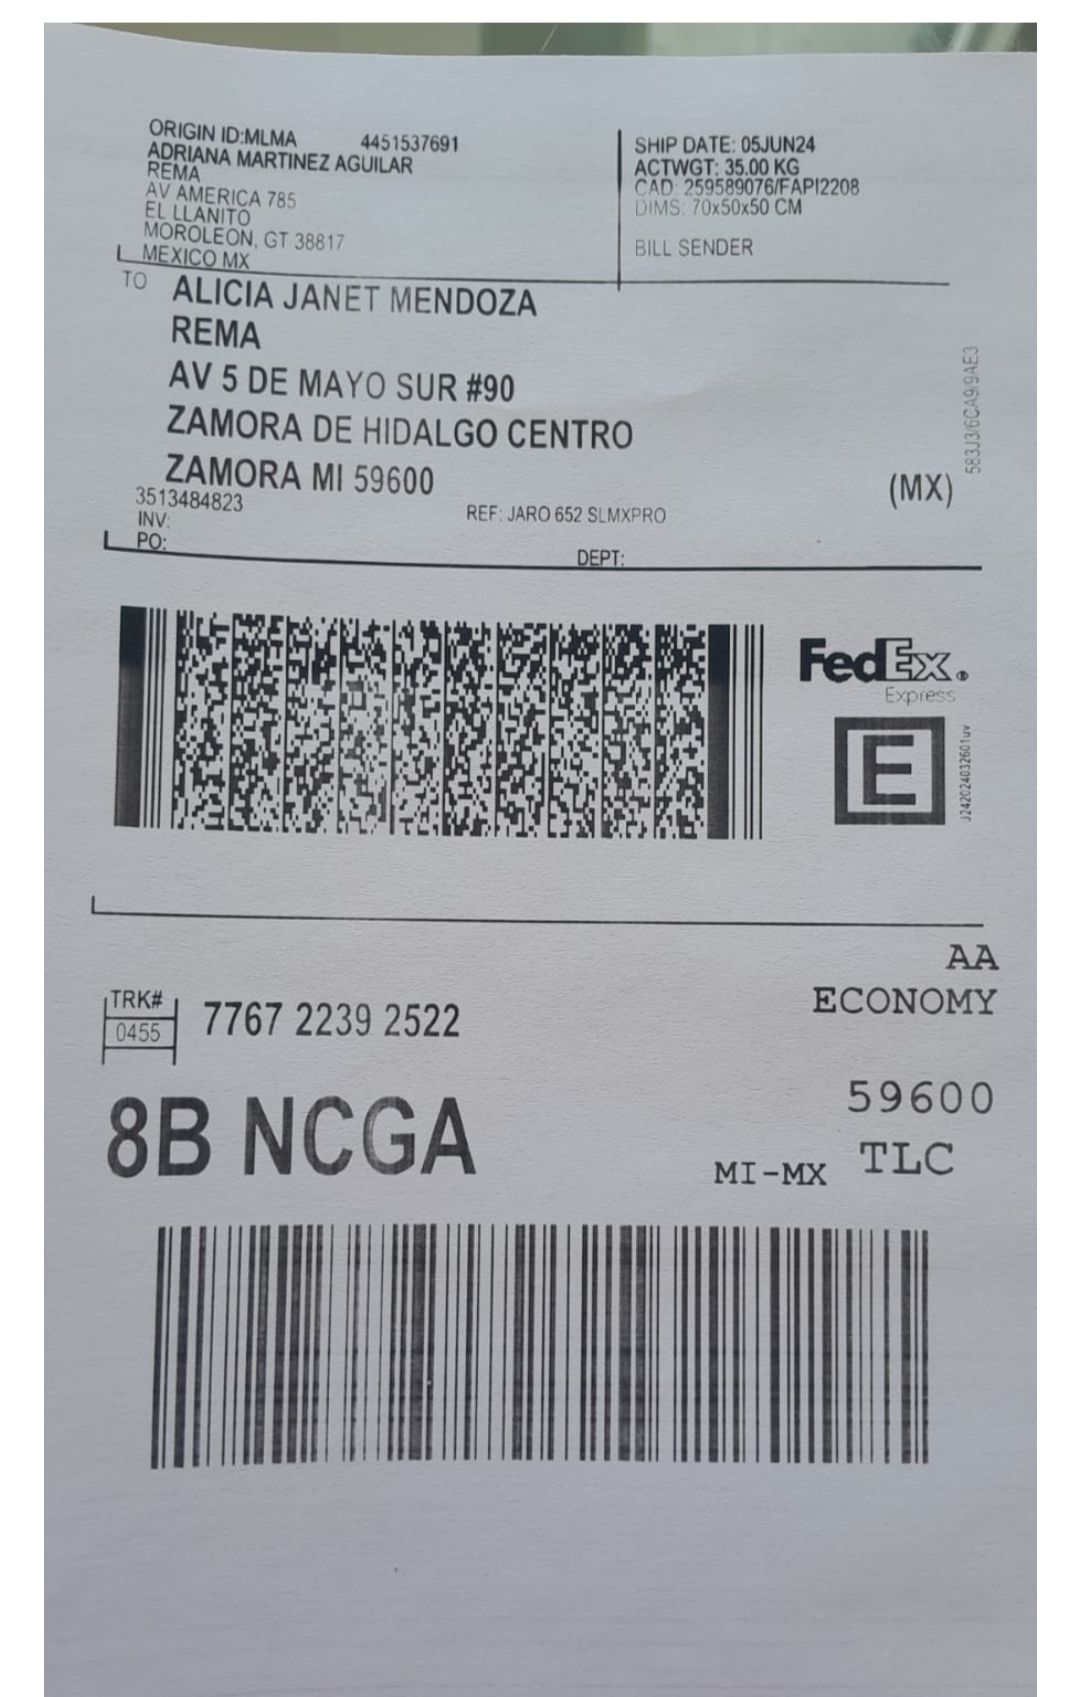 ORIGIN ID:MLMA 4451537691
ADRIANA MARTINEZ AGUILAR
REMA
AV AMERICA 785
EL LLANITO
MOROLEON, GT 38817
MEXICO MX
SHIP DATE: 05JUN24
ACTWGT: 35.00 KG
CAD: 259589076/FAPI2208
DIMS: 70x50x50 CM
BILL SENDER
TO ALICIA JANET MENDOZA
REMA
AV 5 DE MAYO SUR #90
ZAMORA DE HIDALGO CENTRO
ZAMORA MI 59600
(MX)
583J3/6CA9/9AE3
3513484823
REF: JARO 652 SLMXPRO
INV:
PO:
DEPT:
FedEx®
Express
E
J242024032601uv
AA
ECONOMY
TRK# 7767 2239 2522
0455
8B NCGA
59600
MI-MX TLC